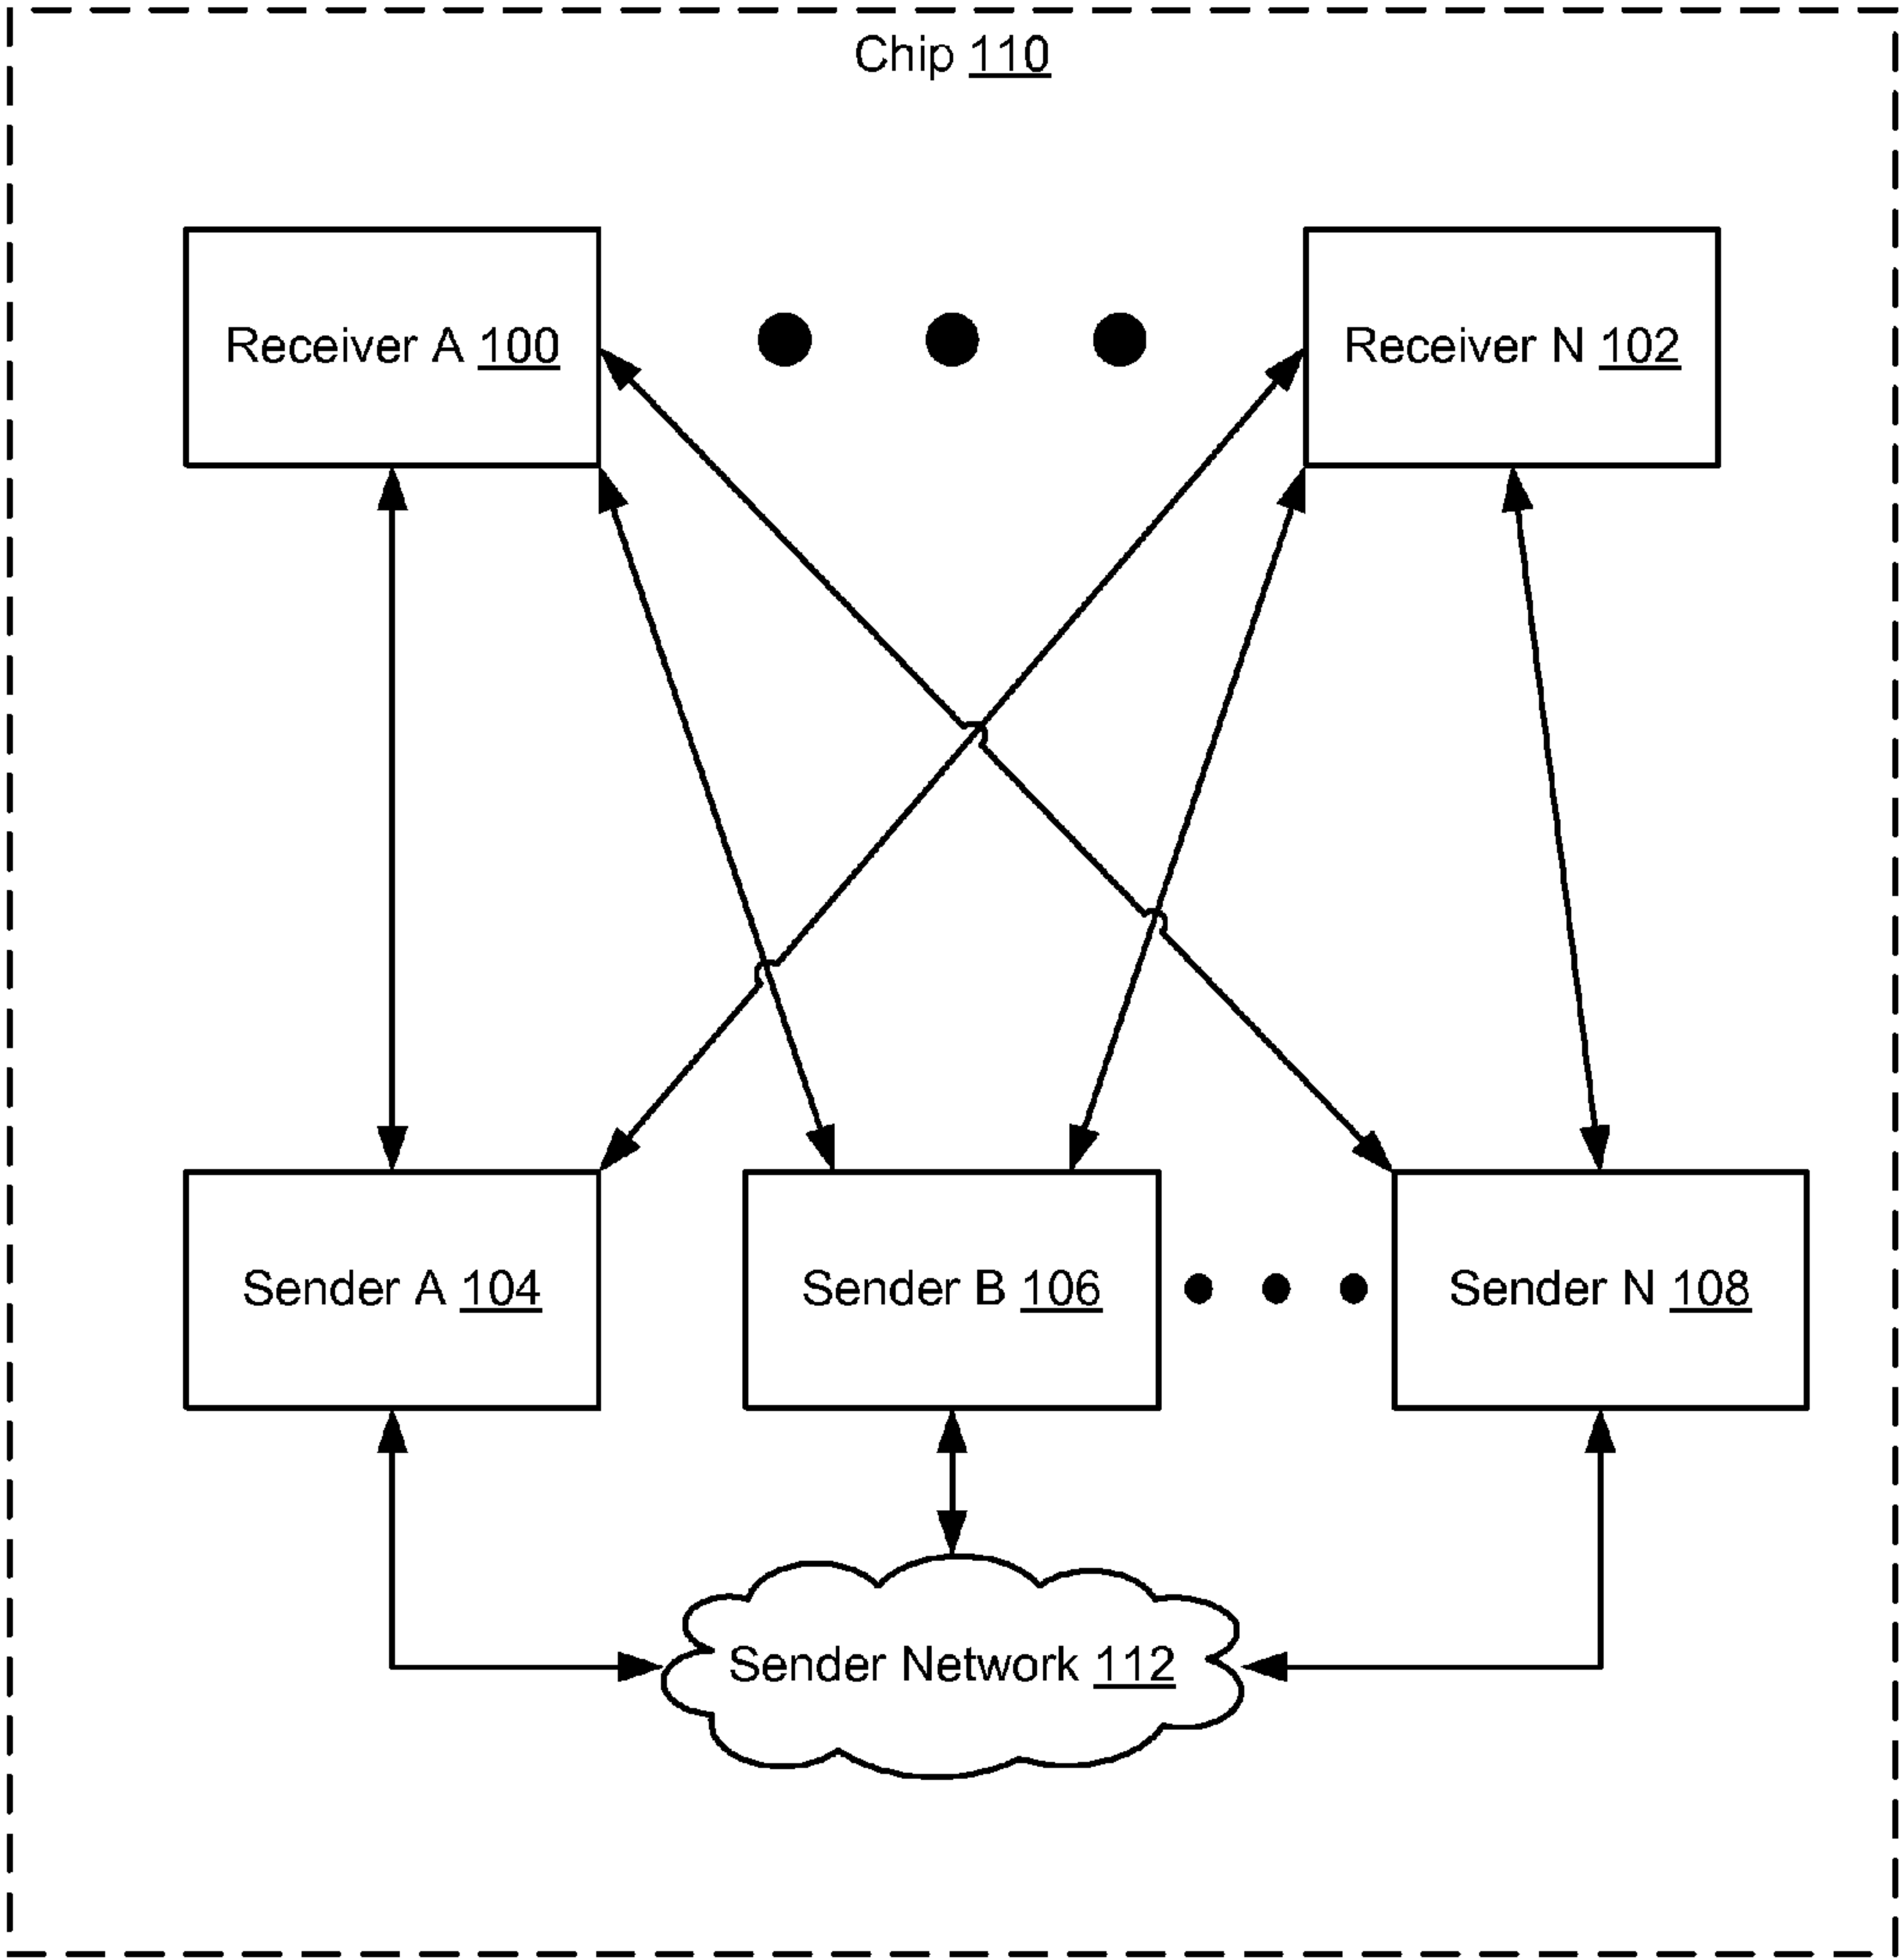 Chip 110
Receiver A 100
Receiver N 102
Sender A 104
Sender B 106
Sender N 108
Sender Network 112